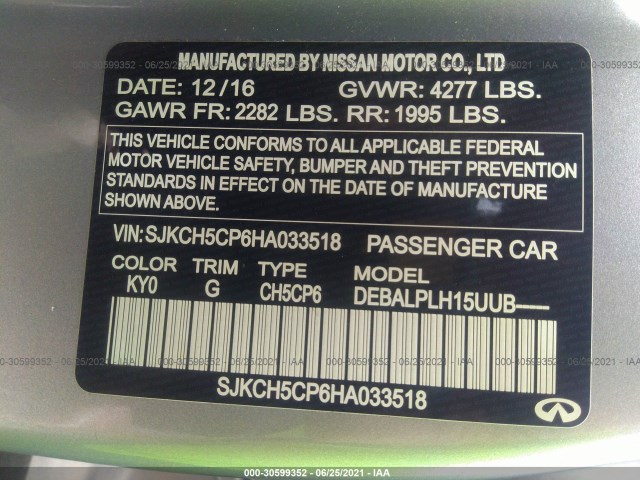 MANUFACTURED BY NISSAN MOTOR CO., LTD
DATE: 12/16 GVWR: 4277 LBS.
GAWR FR: 2282 LBS. RR: 1995 LBS.
THIS VEHICLE CONFORMS TO ALL APPLICABLE FEDERAL
MOTOR VEHICLE SAFETY, BUMPER AND THEFT PREVENTION
STANDARDS IN EFFECT ON THE DATE OF MANUFACTURE
SHOWN ABOVE.
VIN: SJKCH5CP6HA033518 PASSENGER CAR
COLOR TRIM TYPE
KY0 G CH5CP6 DEBALPLH15UUB——
SJKCH5CP6HA033518
000-30599352 - 06/25/2021 - IAA